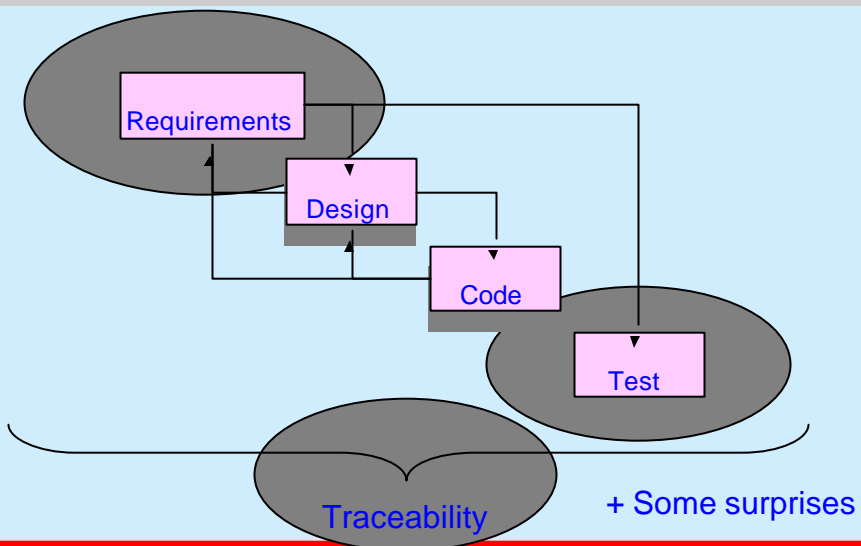 Requirements
Design
Code
Test
Traceability
+ Some surprises